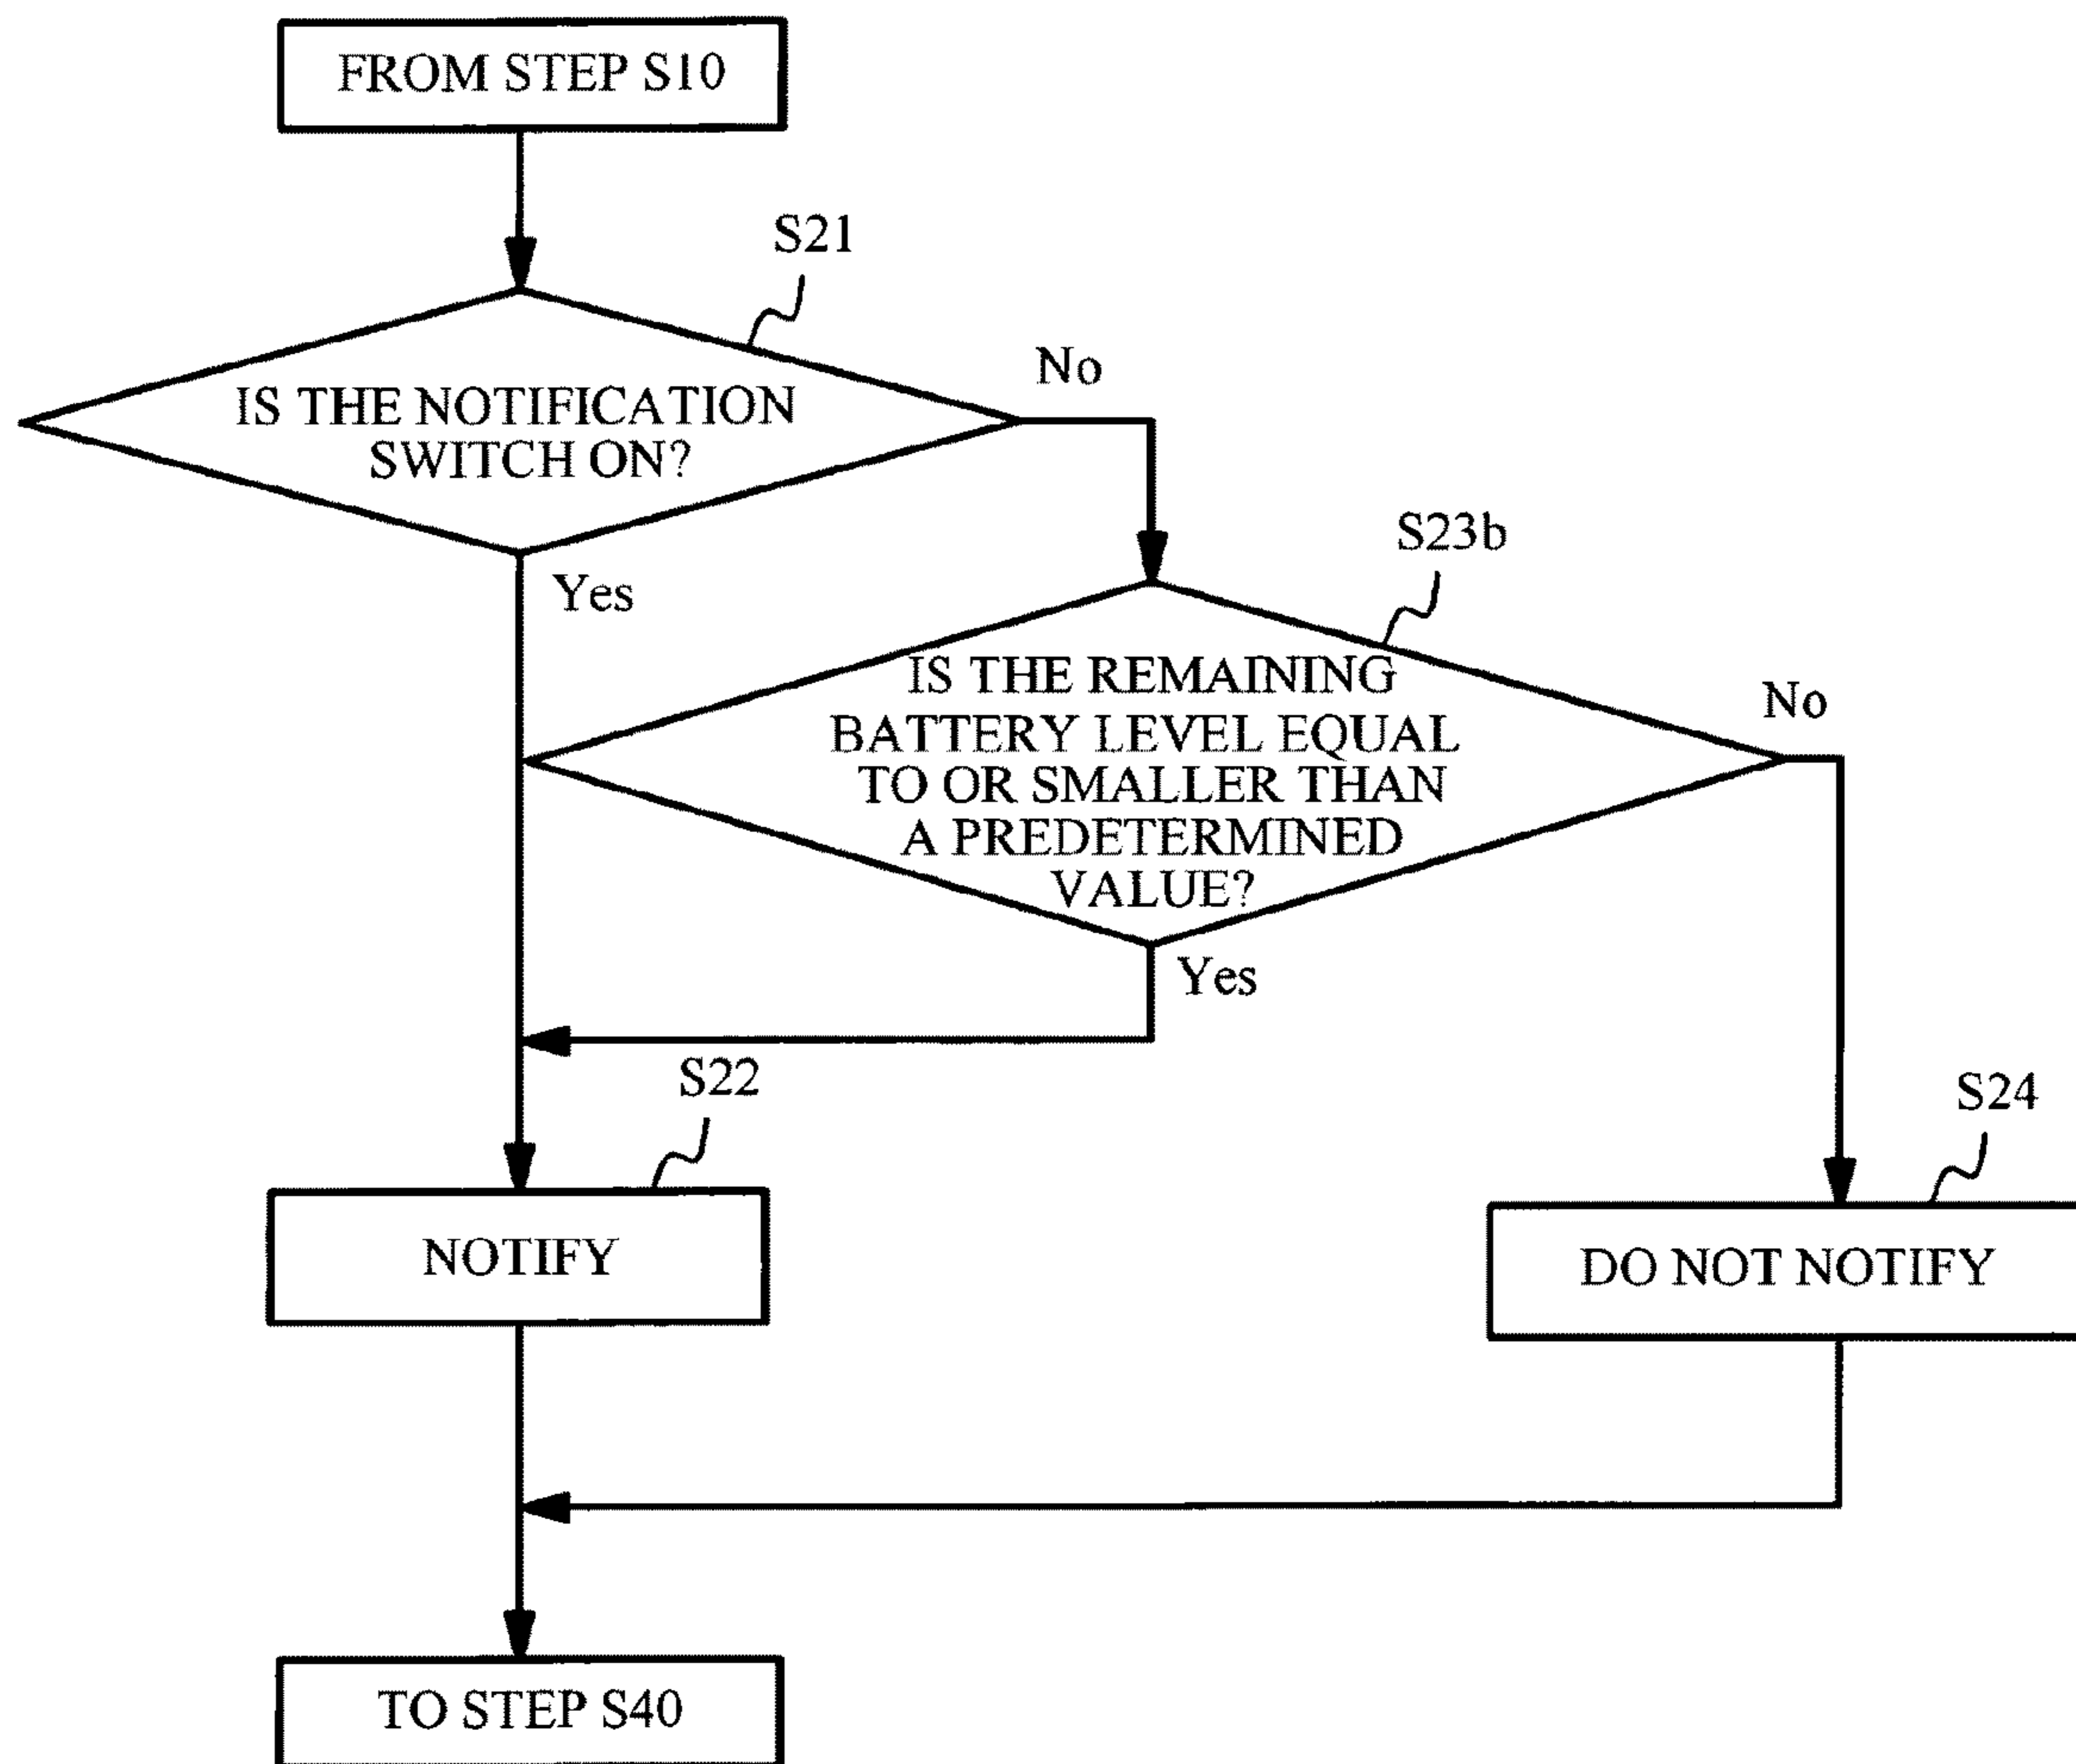 FROM STEP S10
S21
No
IS THE NOTIFICATION
SWITCH ON?
S23b
Yes
IS THE REMAINING
No
BATTERY LEVEL EQUAL
TO OR SMALLER THAN
A PREDETERMINED
VALUE?
Yes
S22
S24
NOTIFY
DO NOT NOTIFY
TO STEP S40